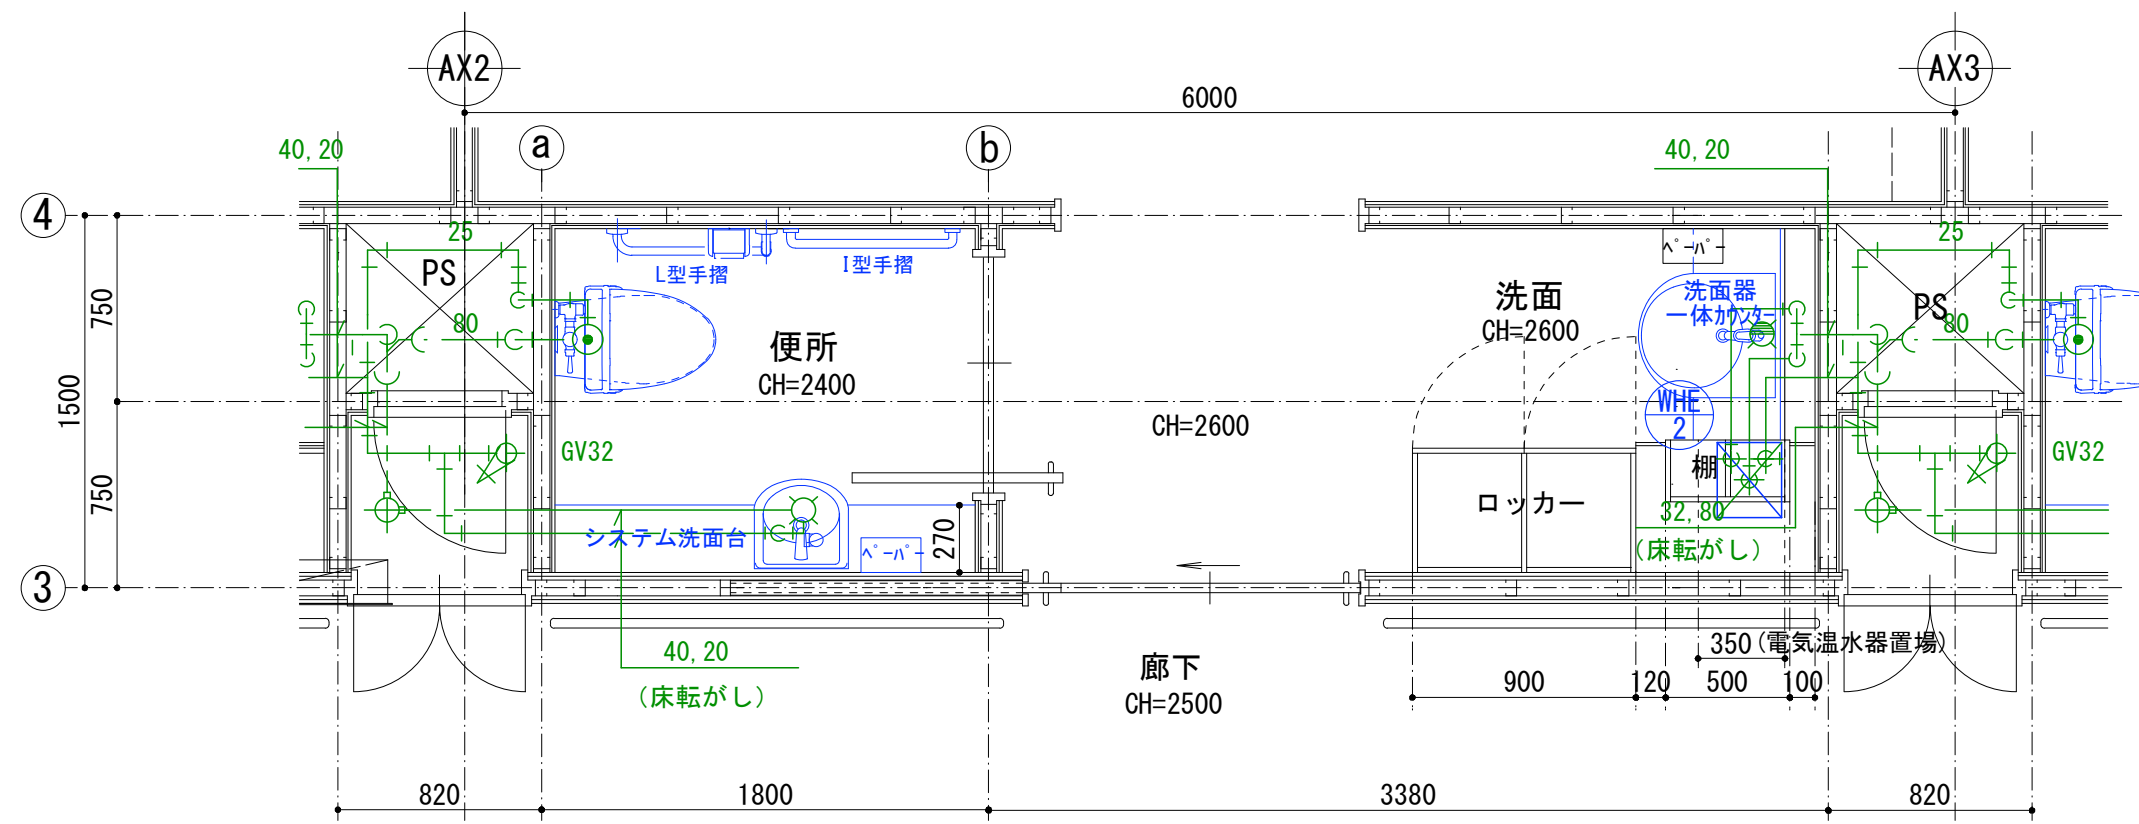 AX2
AX3
6000
a
b
40,20
40,20
4
25
25
PS
PS
L型手摺
I型手摺
ペーパー
洗面
CH=2600
洗面器
一体カウンター
80
80
便所
CH=2400
750
1500
750
CH=2600
WHE
2
GV32
GV32
棚
ロッカー
32,80
(床転がし)
システム洗面台
ペーパー
270
3
40,20
(床転がし)
廊下
CH=2500
350(電気温水器置場)
900
120
500
100
820
1800
3380
820